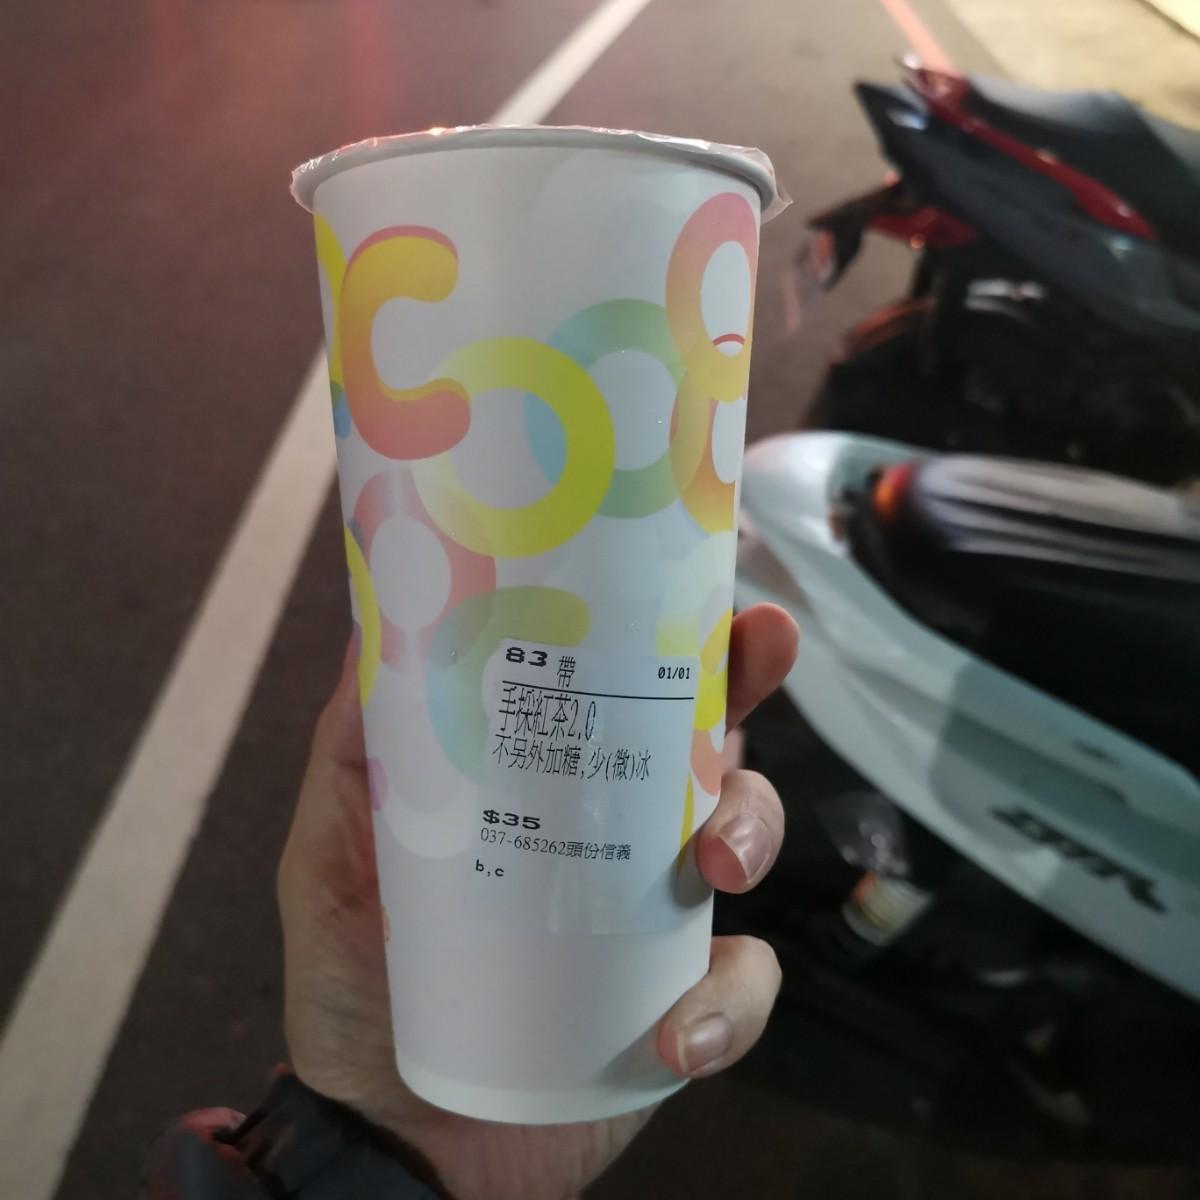 83 帶 01/01
手採紅茶2.0
不另外加糖,少(微)冰
$35
037-685262頭份信義
b,c